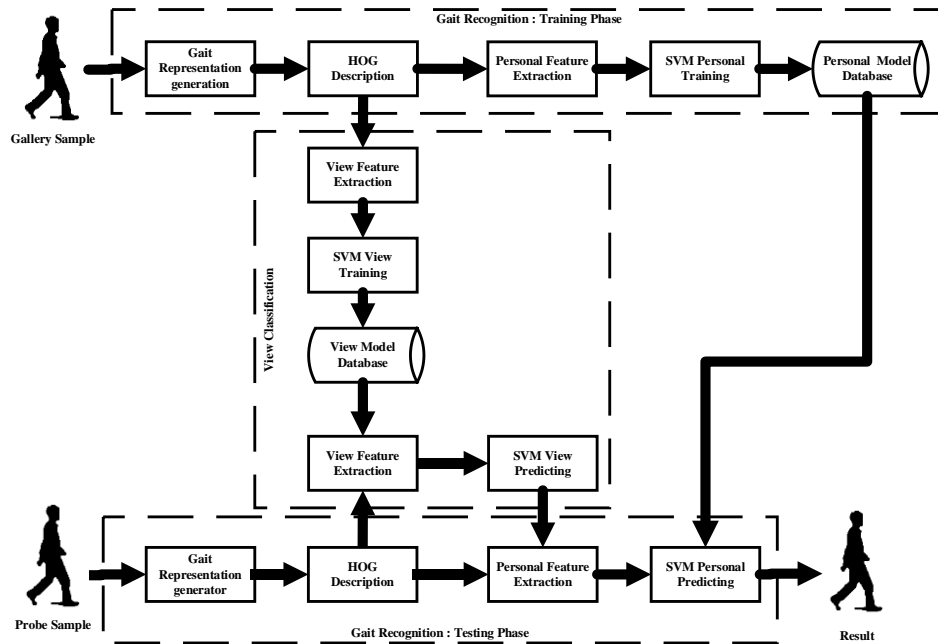 Gait Recognition : Training Phase
Gait
Representation
generation
HOG
Description
Personal Feature
Extraction
SVM Personal
Training
Personal Model
Database
Gallery Sample
View Feature
Extraction
SVM View
Training
View Classification
View Model
Database
View Feature
Extraction
SVM View
Predicting
Gait
Representation
generator
HOG
Description
Personal Feature
Extraction
SVM Personal
Predicting
Probe Sample
Gait Recognition : Testing Phase
Result